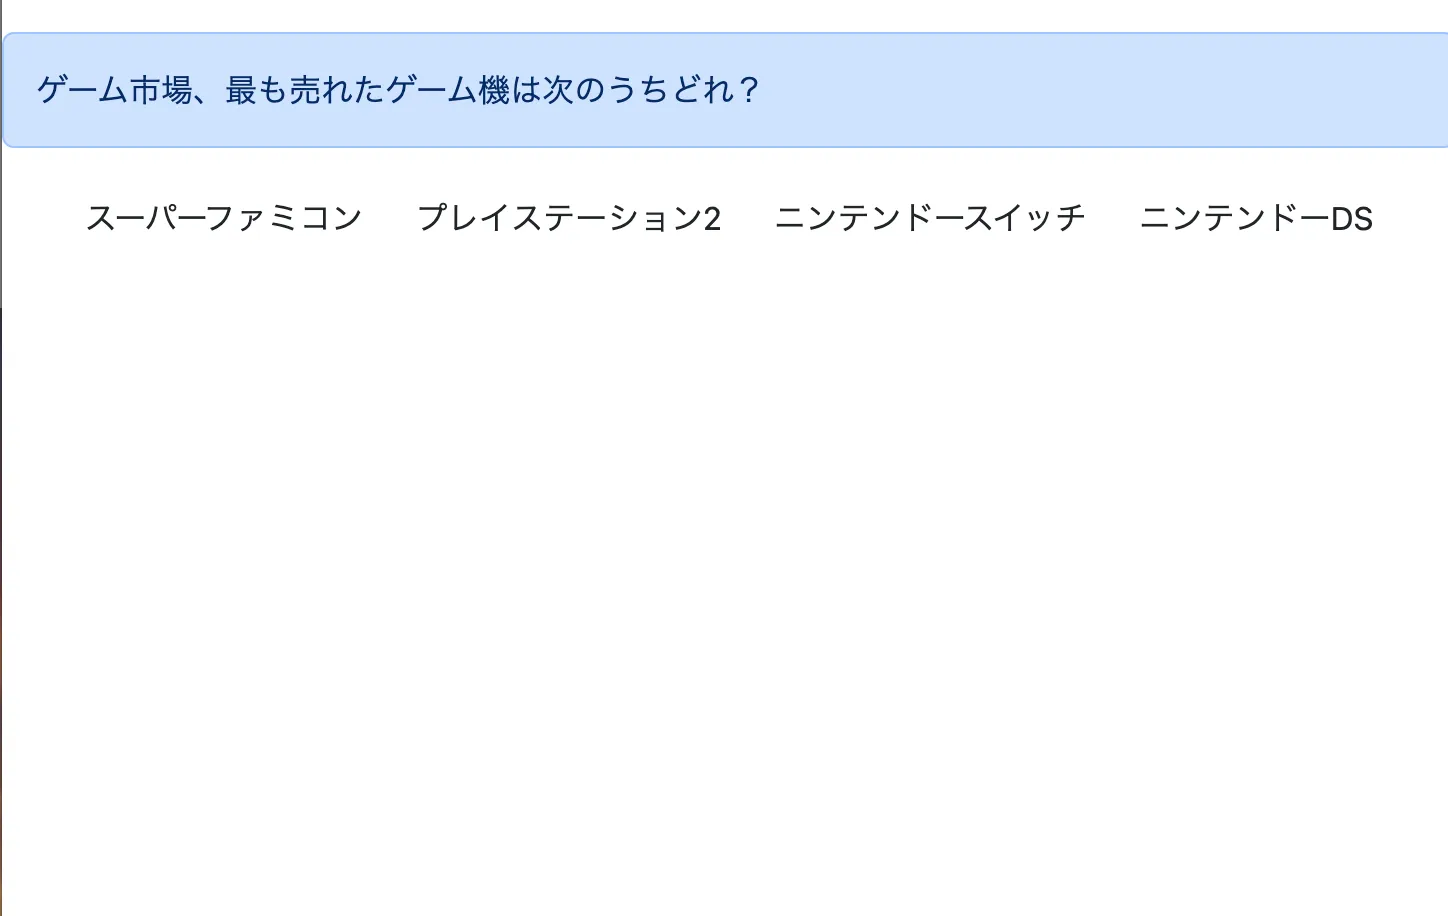 ゲーム市場、最も売れたゲーム機は次のうちどれ？
スーパーファミコン プレイステーション2 ニンテンドースイッチ ニンテンドーDS